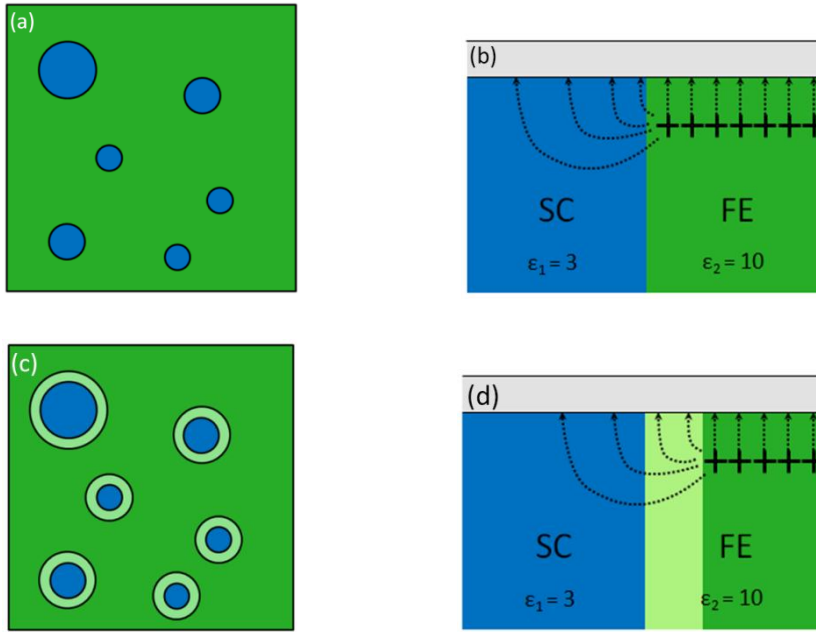 (a)
(b)
SC FE
ε₁ = 3 ε₂ = 10
(c)
(d)
SC FE
ε₁ = 3 ε₂ = 10